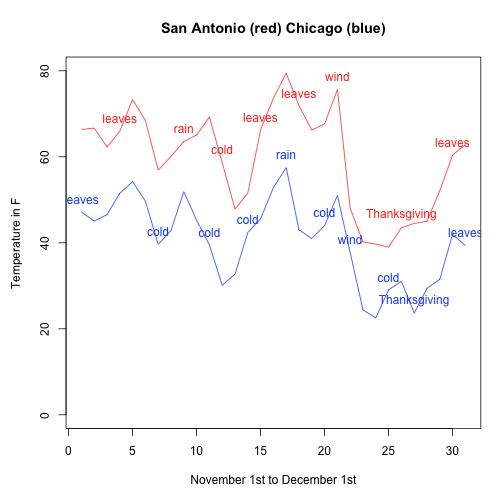 San Antonio (red) Chicago (blue)
Temperature in F
80
60
40
20
0
wind
leaves
leaves
leaves
rain
cold
leaves
rain
Thanksgiving
leaves
cold
cold
cold
cold
wind
leaves
cold
Thanksgiving
0 5 10 15 20 25 30
November 1st to December 1st